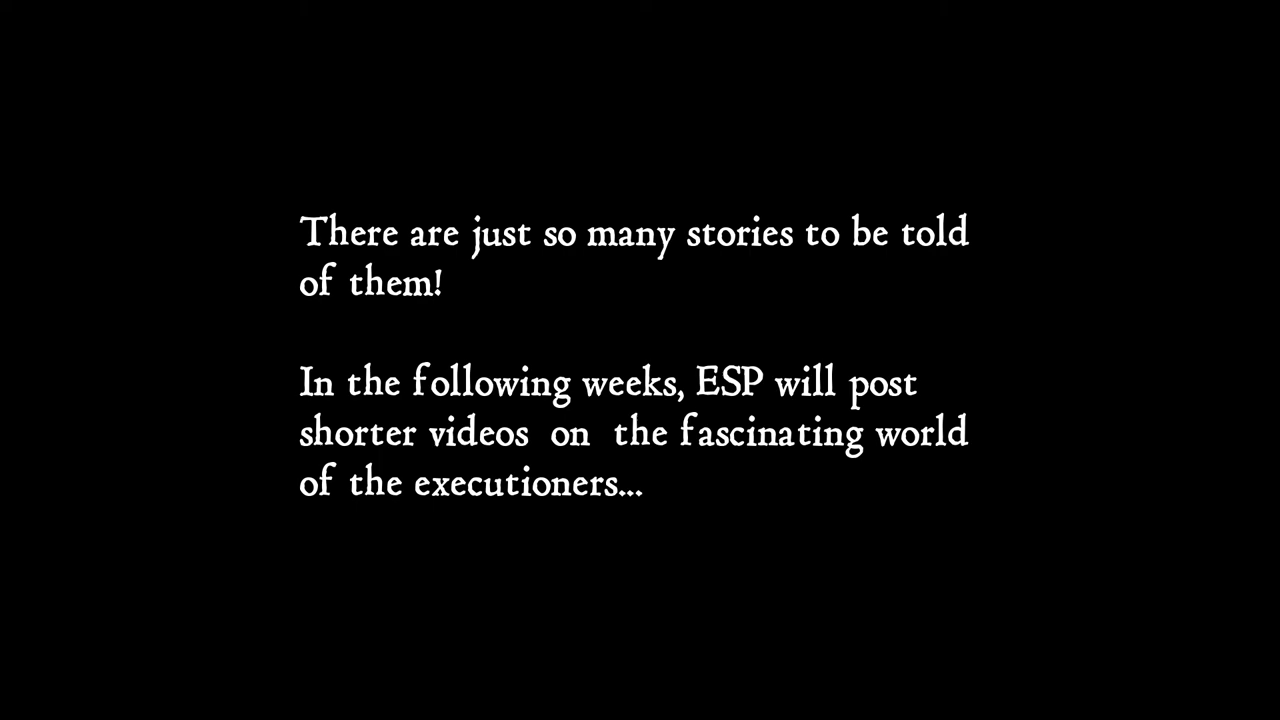 There are just so many stories to be told
of them!
In the following weeks, ESP will post
shorter videos on the fascinating world
of the executioners...